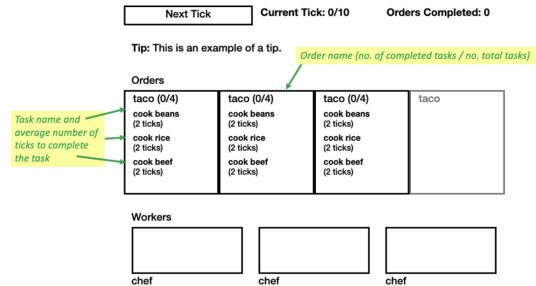 Next Tick
Current Tick: 0/10
Orders Completed: 0
Tip: This is an example of a tip.
Order name (no. of completed tasks / no. total tasks)
Orders
Task name and
average number of
ticks to complete
the task
taco (0/4)
cook beans
(2 ticks)
cook rice
(2 ticks)
cook beef
(2 ticks)
taco (0/4)
cook beans
(2 ticks)
cook rice
(2 ticks)
cook beef
(2 ticks)
taco (0/4)
cook beans
(2 ticks)
cook rice
(2 ticks)
cook beef
(2 ticks)
taco
Workers
chef
chef
chef